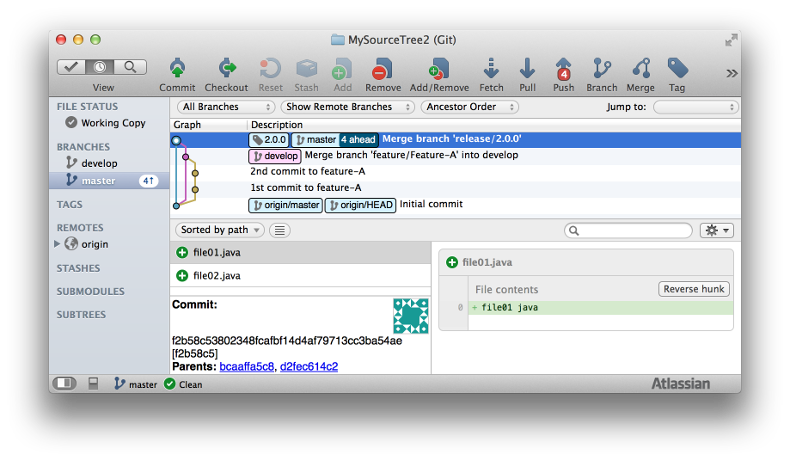 MySourceTree2 (Git)
View Commit Checkout Reset Stash Add Remove Add/Remove Fetch Pull 4 Push Branch Merge Tag
FILE STATUS
Working Copy
BRANCHES
develop
master 4↑
TAGS
REMOTES
origin
STASHES
SUBMODULES
SUBTREES
All Branches Show Remote Branches Ancestor Order Jump to:
Graph Description
2.0.0 master 4 ahead Merge branch 'release/2.0.0'
develop Merge branch 'feature/Feature-A' into develop
2nd commit to feature-A
1st commit to feature-A
origin/master origin/HEAD Initial commit
Sorted by path
file01.java
file02.java
Commit:
f2b58c53802348fcafbf14d4af79713cc3ba54ae
[f2b58c5]
Parents: bcaaffa5c8, d2fec614c2
file01.java
File contents Reverse hunk
0 + file01 java
master Clean Atlassian